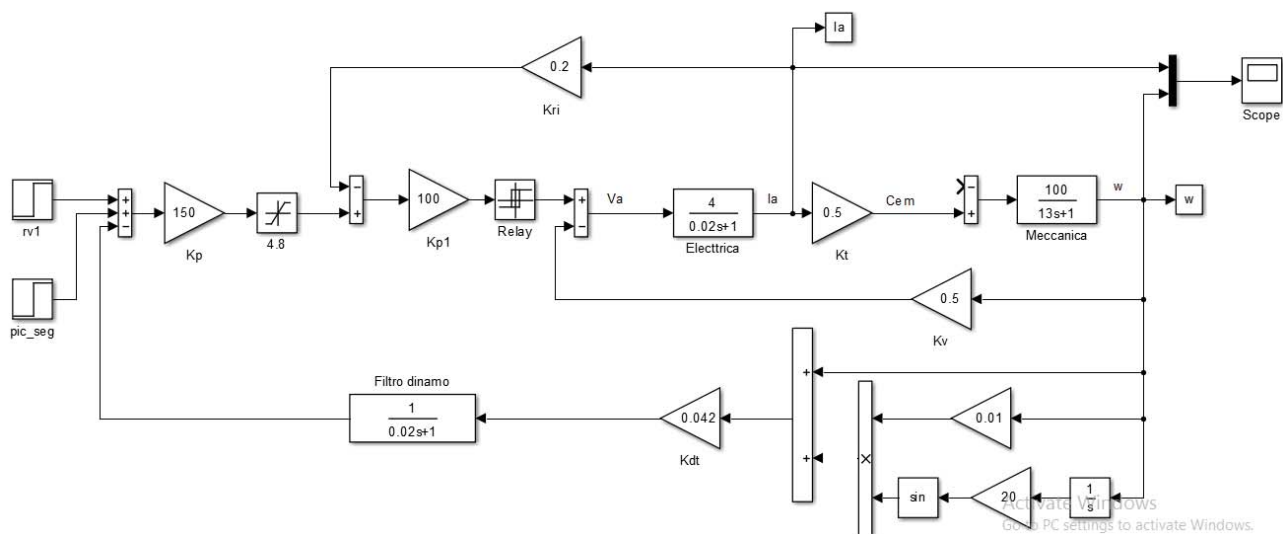 Ia
0.2
Kri
Scope
rv1
+
+
-
150
Kp
4.8
-
+
100
Kp1
Relay
+
-
Va
4
0.02s+1
Electtrica
Ia
0.5
Kt
Cem
-
+
100
13s+1
Meccanica
w
w
pic_seg
0.5
Kv
Filtro dinamo
1
0.02s+1
0.042
Kdt
+
+
×
0.01
sin
20
1
s
Activate Windows
Go to PC settings to activate Windows.